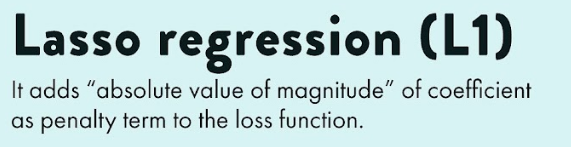 Lasso regression (L1)
It adds “absolute value of magnitude” of coefficient
as penalty term to the loss function.